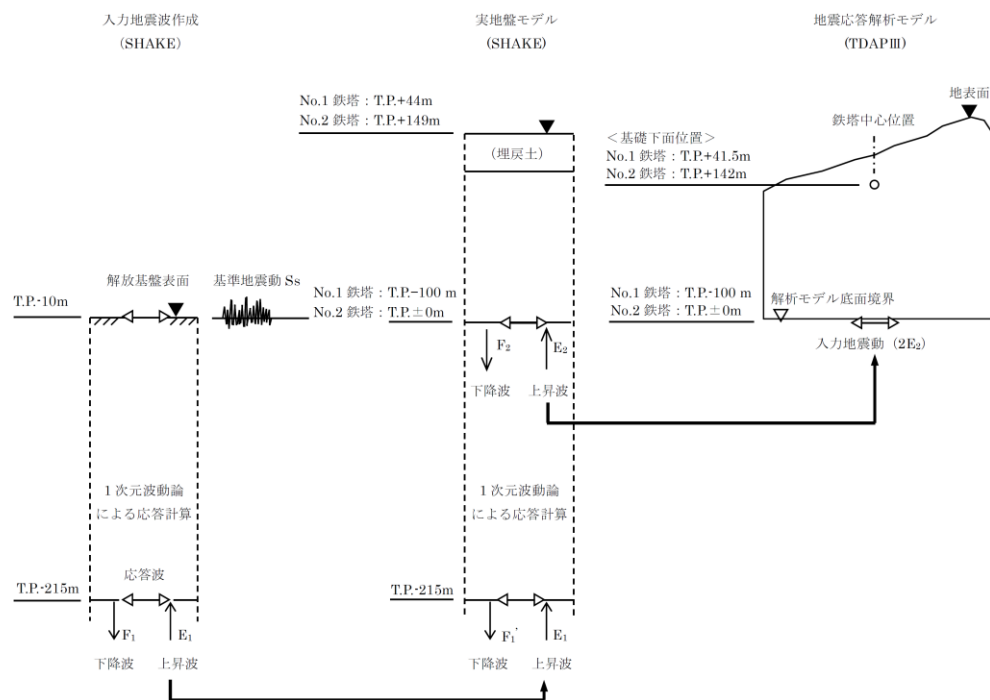 入力地震波作成
(SHAKE)
実地盤モデル
(SHAKE)
地震応答解析モデル
(TDAPⅢ)
No.1 鉄塔：T.P.+44m
No.2 鉄塔：T.P.+149m
(埋戻土)
地表面
鉄塔中心位置
＜基礎下面位置＞
No.1 鉄塔：T.P.+41.5m
No.2 鉄塔：T.P.+142m
解放基盤表面
基準地震動 Ss
T.P.-10m
No.1 鉄塔：T.P.-100 m
No.2 鉄塔：T.P.±0m
No.1 鉄塔：T.P.-100 m
No.2 鉄塔：T.P.±0m
解析モデル底面境界
入力地震動（2E₂）
F₂
E₂
下降波
上昇波
1 次元波動論
による応答計算
1 次元波動論
による応答計算
応答波
T.P.-215m
T.P.-215m
F₁
E₁
F₁'
E₁
下降波
上昇波
下降波
上昇波